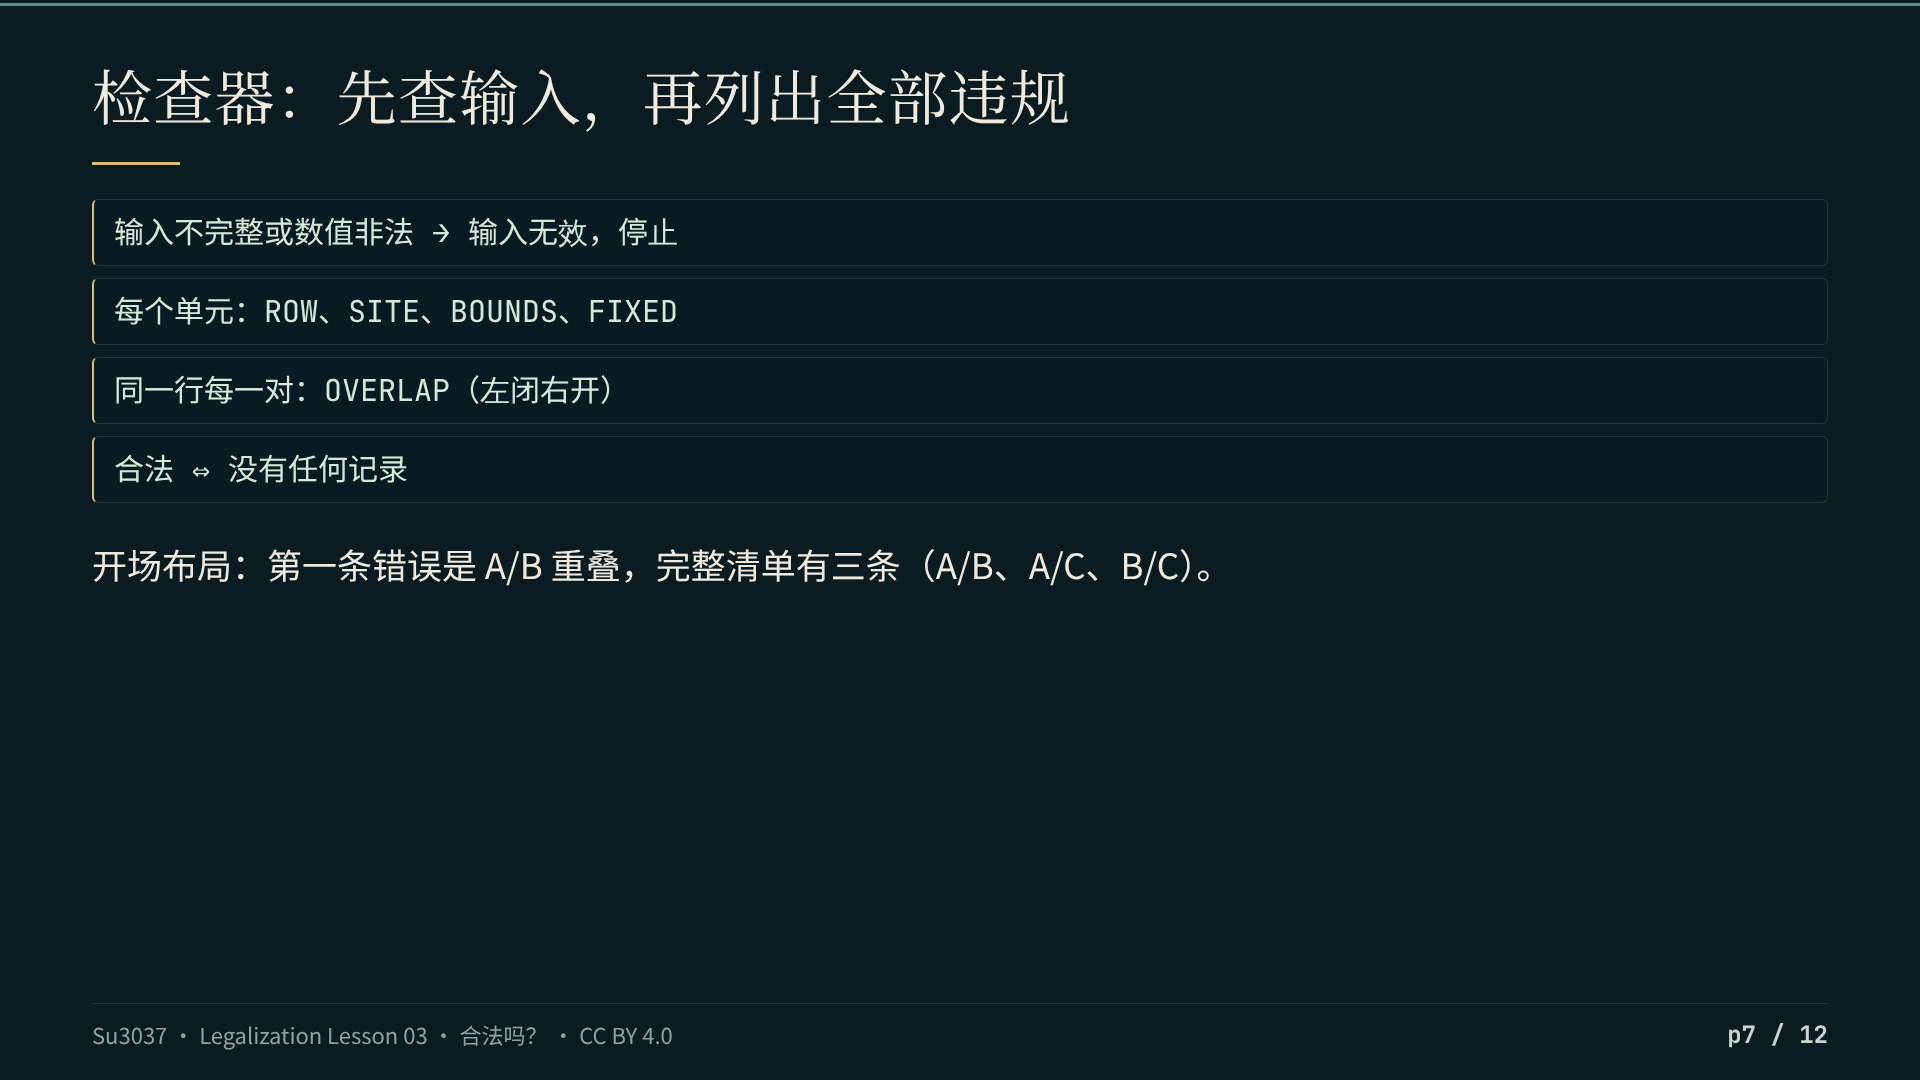 检查器：先查输入，再列出全部违规
输入不完整或数值非法 → 输入无效，停止
每个单元：ROW、SITE、BOUNDS、FIXED
同一行每一对：OVERLAP（左闭右开）
合法 ⇔ 没有任何记录
开场布局：第一条错误是 A/B 重叠，完整清单有三条（A/B、A/C、B/C）。
Su3037 • Legalization Lesson 03 • 合法吗？ • CC BY 4.0
p7 / 12